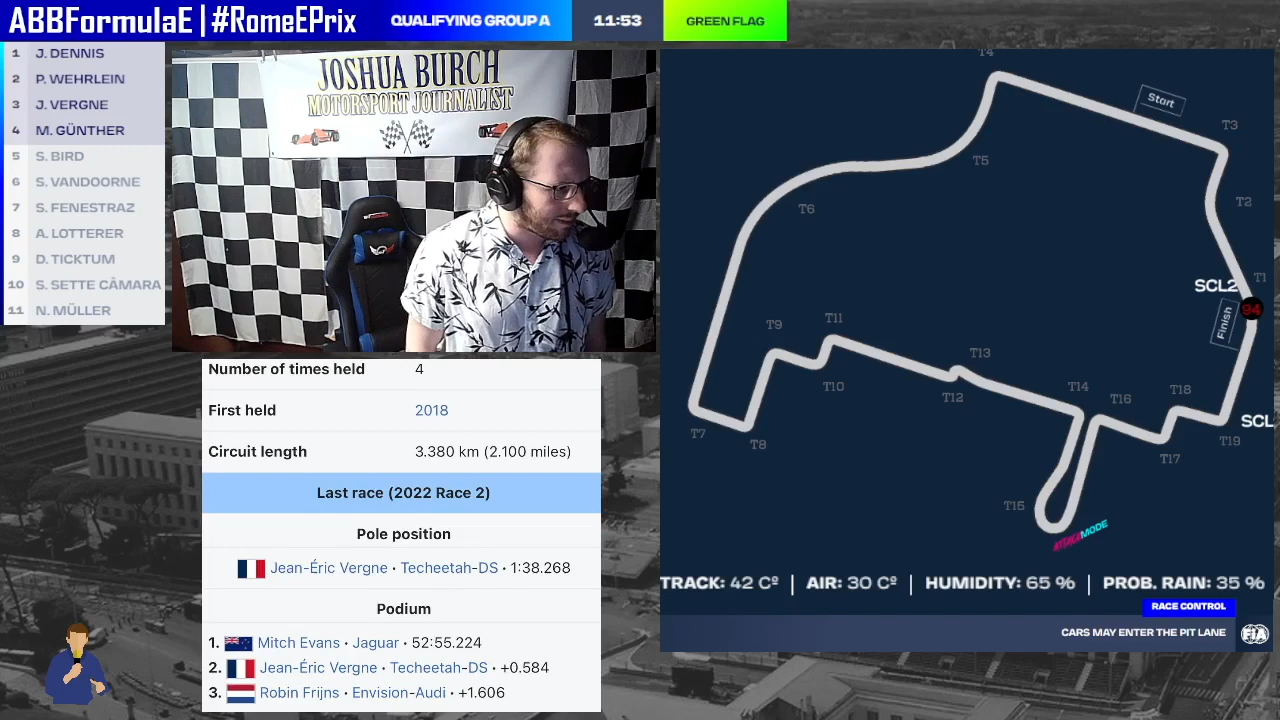 ABBFormulaE | #RomeEPrix
QUALIFYING GROUP A
11:53
GREEN FLAG
1 J. DENNIS
2 P. WEHRLEIN
3 J. VERGNE
4 M. GÜNTHER
5 S. BIRD
6 S. VANDOORNE
7 S. FENESTRAZ
8 A. LOTTERER
9 D. TICKTUM
10 S. SETTE CÂMARA
11 N. MÜLLER
JOSHUA BURCH
MOTORSPORT JOURNALIST
Number of times held 4
First held 2018
Circuit length 3.380 km (2.100 miles)
Last race (2022 Race 2)
Pole position
Jean-Éric Vergne • Techeetah-DS • 1:38.268
Podium
1. Mitch Evans • Jaguar • 52:55.224
2. Jean-Éric Vergne • Techeetah-DS • +0.584
3. Robin Frijns • Envision-Audi • +1.606
T4
Start
T3
T5
T2
T6
T1
SCL2
94
Finish
T11
T9
T13
T10
T14
T12
T16
T18
SCL
T7
T8
T19
T17
T15
ATTACK MODE
TRACK: 42 Cº | AIR: 30 Cº | HUMIDITY: 65 % | PROB. RAIN: 35 %
RACE CONTROL
CARS MAY ENTER THE PIT LANE
FIA